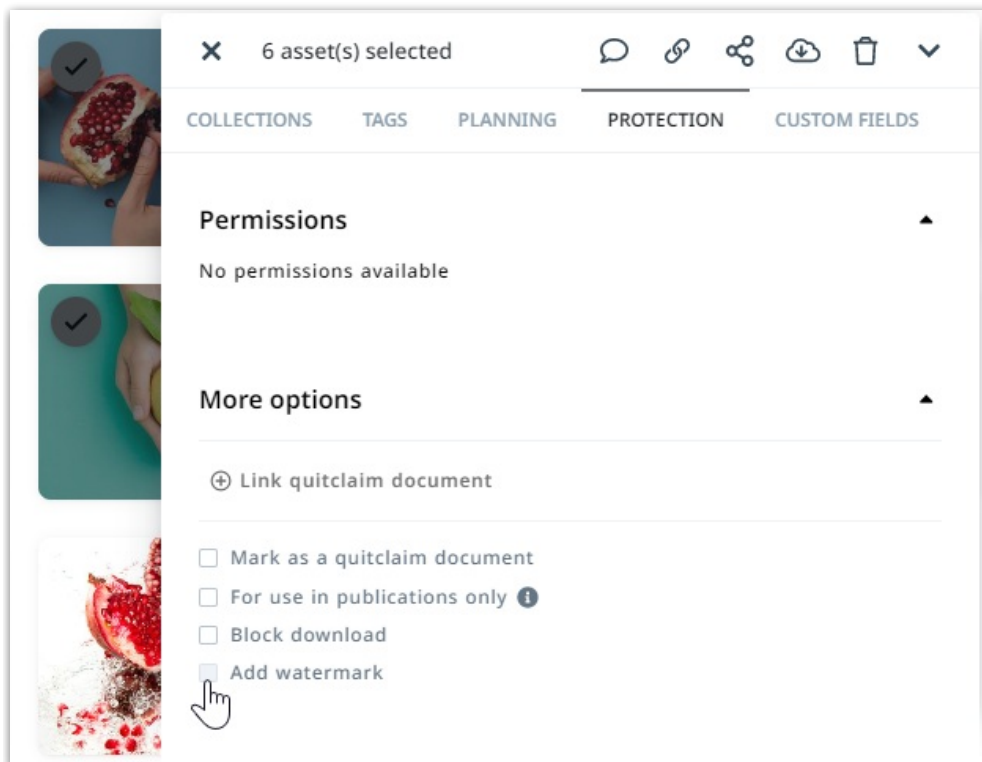 6 asset(s) selected
COLLECTIONS TAGS PLANNING PROTECTION CUSTOM FIELDS
Permissions
No permissions available
More options
Link quitclaim document
Mark as a quitclaim document
For use in publications only
Block download
Add watermark